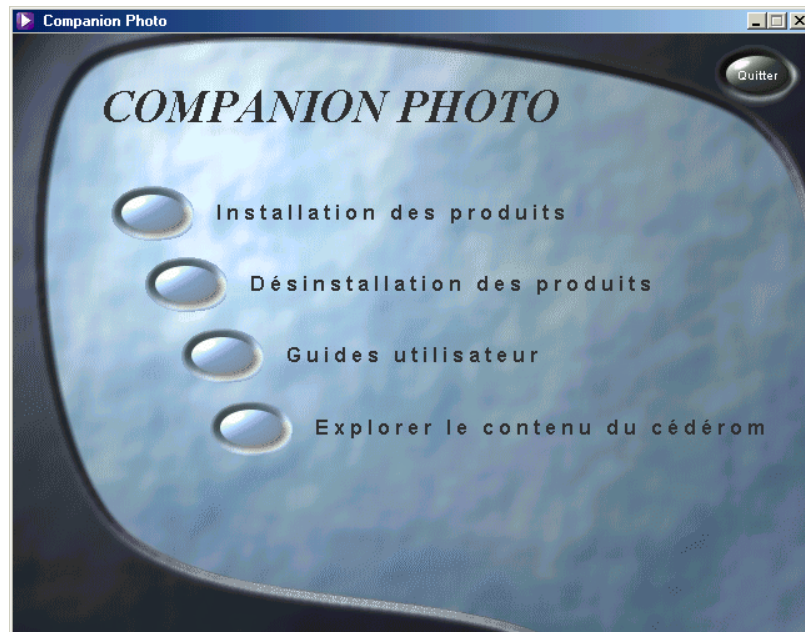 Companion Photo
Quitter
COMPANION PHOTO
Installation des produits
Désinstallation des produits
Guides utilisateur
Explorer le contenu du cédérom